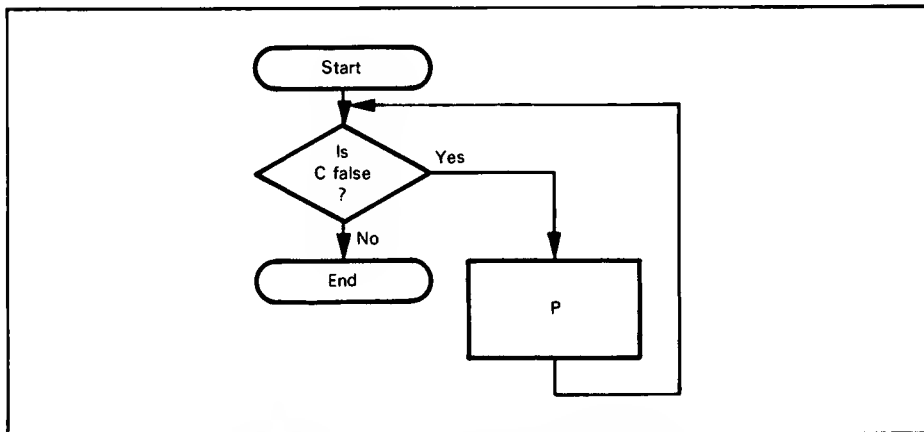 Start
Is
C false
?
Yes
No
End
P